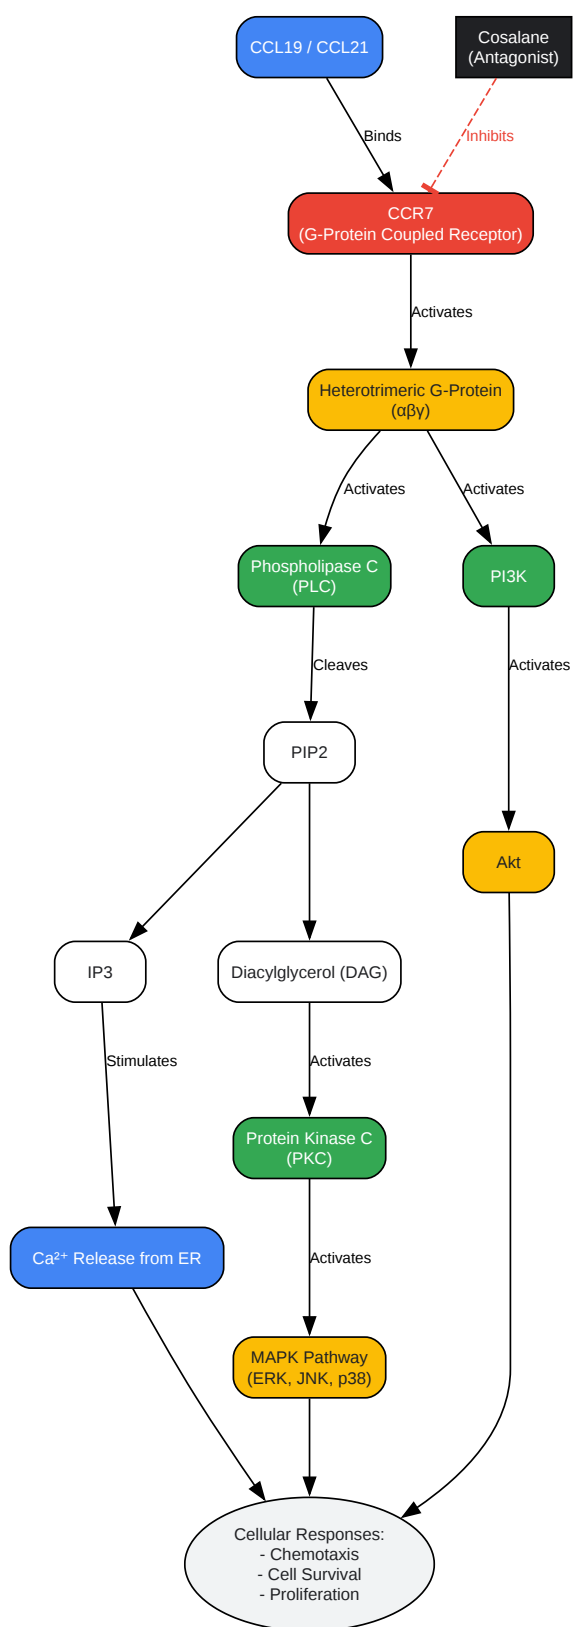 CCL19 / CCL21
Cosalane
(Antagonist)
Binds
Inhibits
CCR7
(G-Protein Coupled Receptor)
Activates
Heterotrimeric G-Protein
(αβγ)
Activates
Activates
Phospholipase C
(PLC)
PI3K
Cleaves
Activates
PIP2
Akt
IP3
Diacylglycerol (DAG)
Stimulates
Activates
Protein Kinase C
(PKC)
Ca²⁺ Release from ER
Activates
MAPK Pathway
(ERK, JNK, p38)
Cellular Responses:
- Chemotaxis
- Cell Survival
- Proliferation